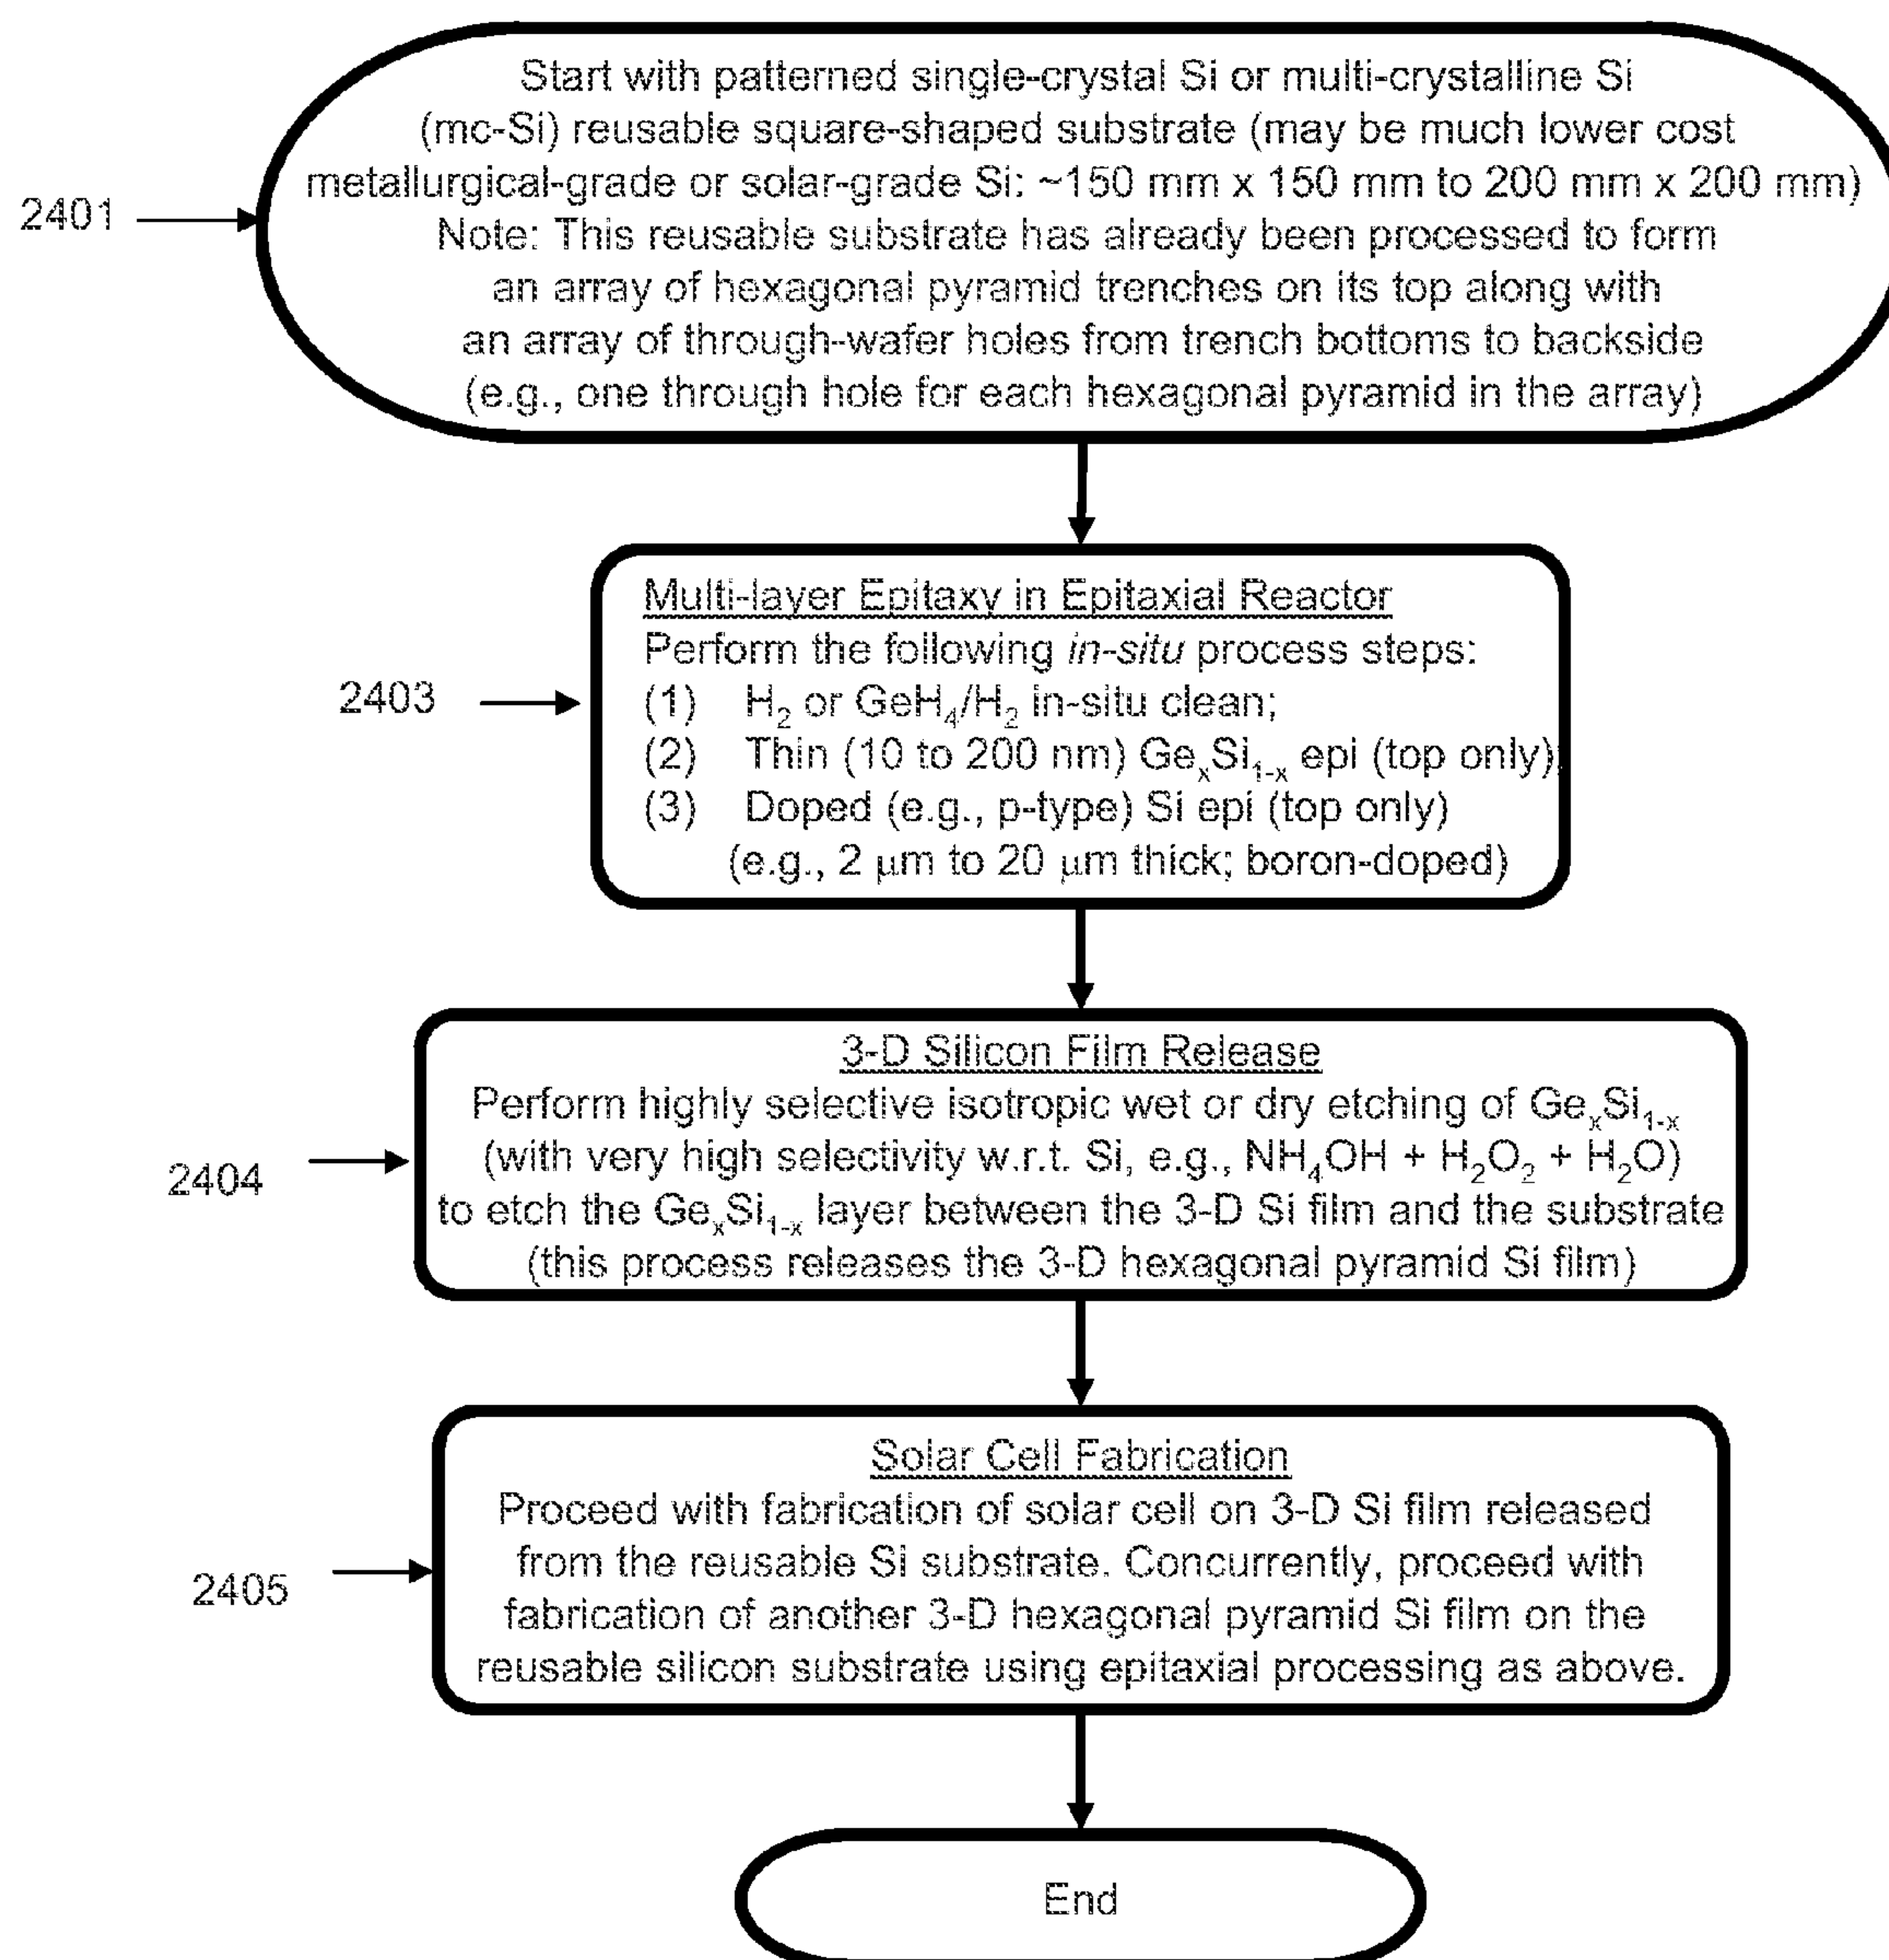 Start with patterned single-crystal Si or multi-crystalline Si
(mc-Si) reusable square-shaped substrate (may be much lower cost
metallurgical-grade or solar-grade Si: ~150 mm x 150 mm to 200 mm x 200 mm)
2401
Note: This reusable substrate has already been processed to form
an array of hexagonal pyramid trenches on its top along with
an array of through-wafer holes from trench bottoms to backside
(e.g., one through hole for each hexagonal pyramid in the array)
Multi-layer Epitaxy in Epitaxial Reactor
Perform the following in-situ process steps:
2403
(1) H₂ or GeH₄/H₂ in-situ clean;
(2) Thin (10 to 200 nm) GeₓSi₁₋ₓ epi (top only);
(3) Doped (e.g., p-type) Si epi (top only)
(e.g., 2 μm to 20 μm thick; boron-doped)
3-D Silicon Film Release
Perform highly selective isotropic wet or dry etching of GeₓSi₁₋ₓ
(with very high selectivity w.r.t. Si, e.g., NH₄OH + H₂O₂ + H₂O)
2404
to etch the GeₓSi₁₋ₓ layer between the 3-D Si film and the substrate
(this process releases the 3-D hexagonal pyramid Si film)
Solar Cell Fabrication
Proceed with fabrication of solar cell on 3-D Si film released
from the reusable Si substrate. Concurrently, proceed with
2405
fabrication of another 3-D hexagonal pyramid Si film on the
reusable silicon substrate using epitaxial processing as above.
End